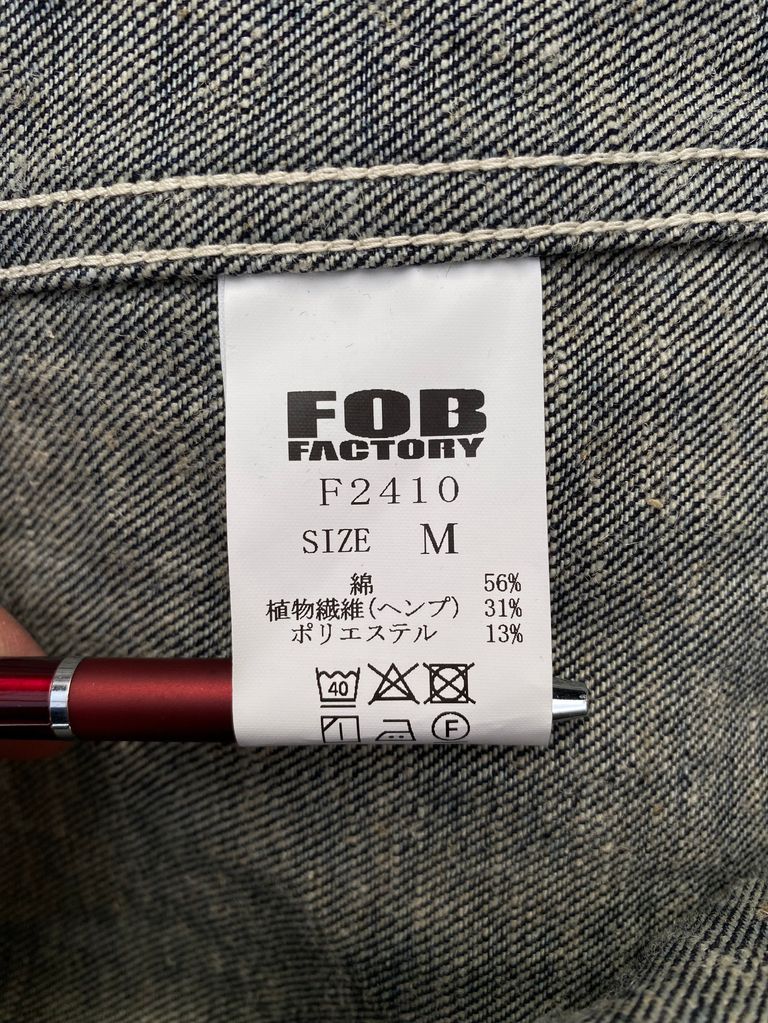 FOB
FACTORY
F2410
SIZE M
綿 56%
植物繊維(ヘンプ) 31%
ポリエステル 13%
40
F